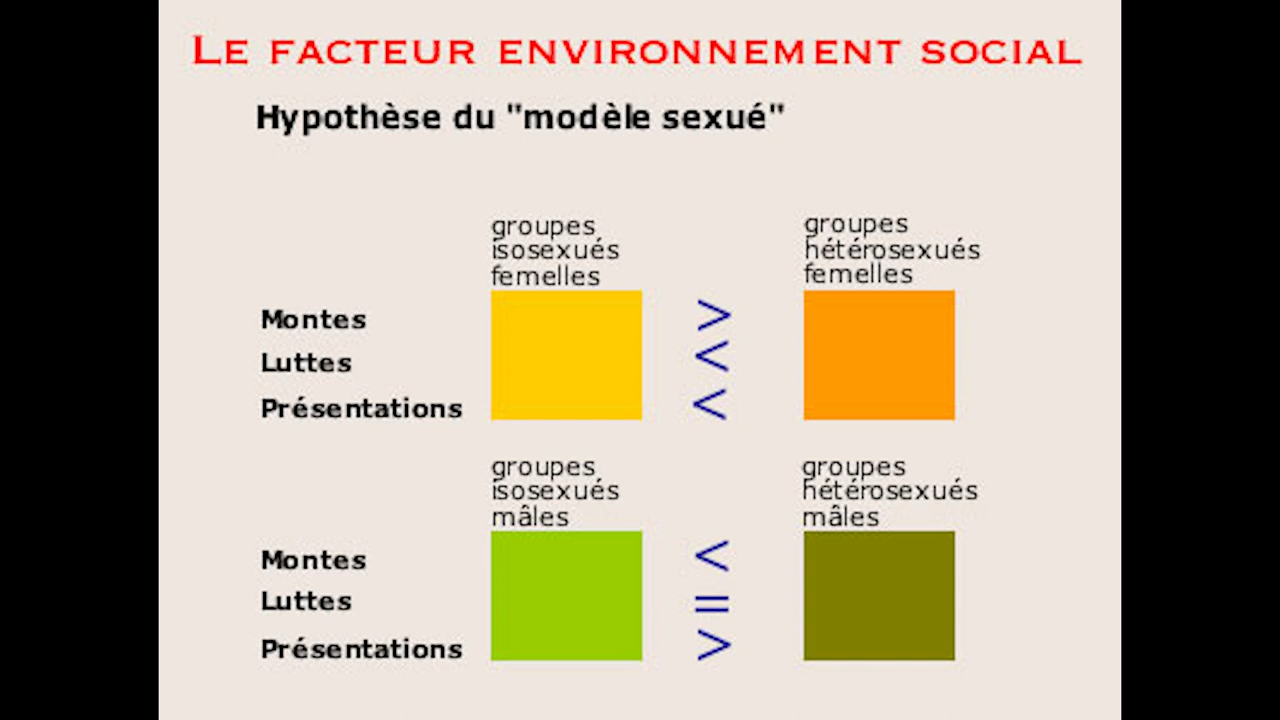 LE FACTEUR ENVIRONNEMENT SOCIAL
Hypothèse du "modèle sexué"
groupes isosexués femelles
groupes hétérosexués femelles
Montes >
Luttes <
Présentations <
groupes isosexués mâles
groupes hétérosexués mâles
Montes <
Luttes =
Présentations >